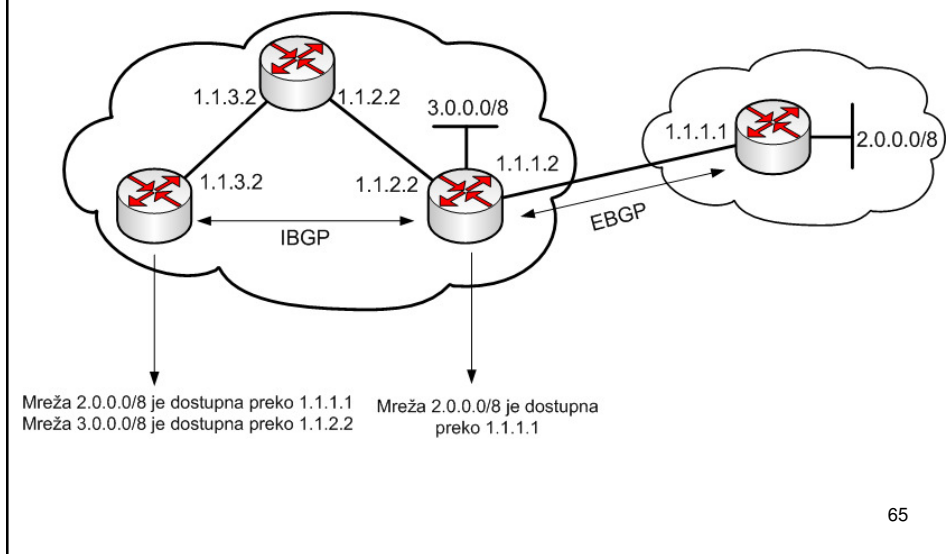 1.1.3.2
1.1.2.2
3.0.0.0/8
1.1.1.1
2.0.0.0/8
1.1.3.2
1.1.2.2
1.1.1.2
IBGP
EBGP
Mreža 2.0.0.0/8 je dostupna preko 1.1.1.1
Mreža 3.0.0.0/8 je dostupna preko 1.1.2.2
Mreža 2.0.0.0/8 je dostupna
preko 1.1.1.1
65